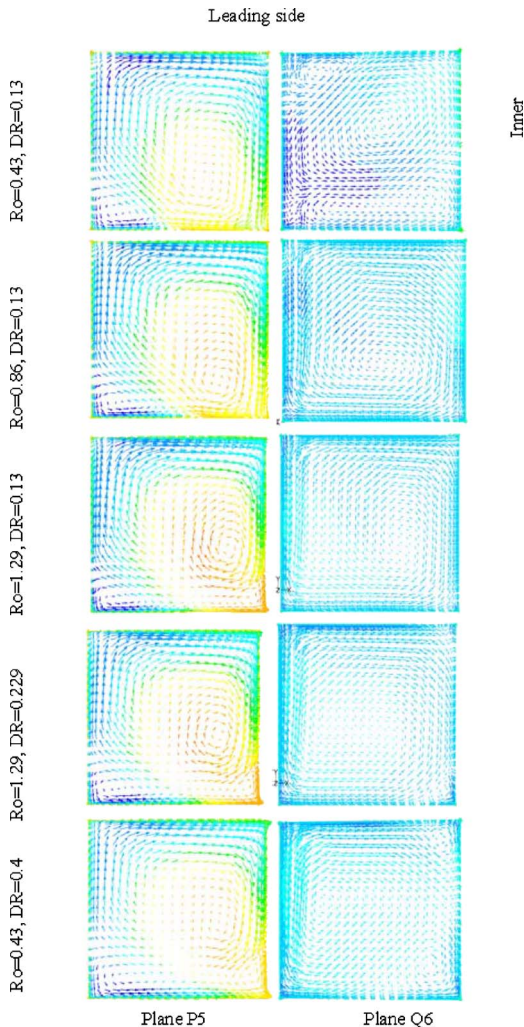 Leading side
Inner
Ro=0.43, DR=0.13
Ro=0.86, DR=0.13
Ro=1.29, DR=0.13
Ro=1.29, DR=0.229
Ro=0.43, DR=0.4
Plane P5
Plane Q6